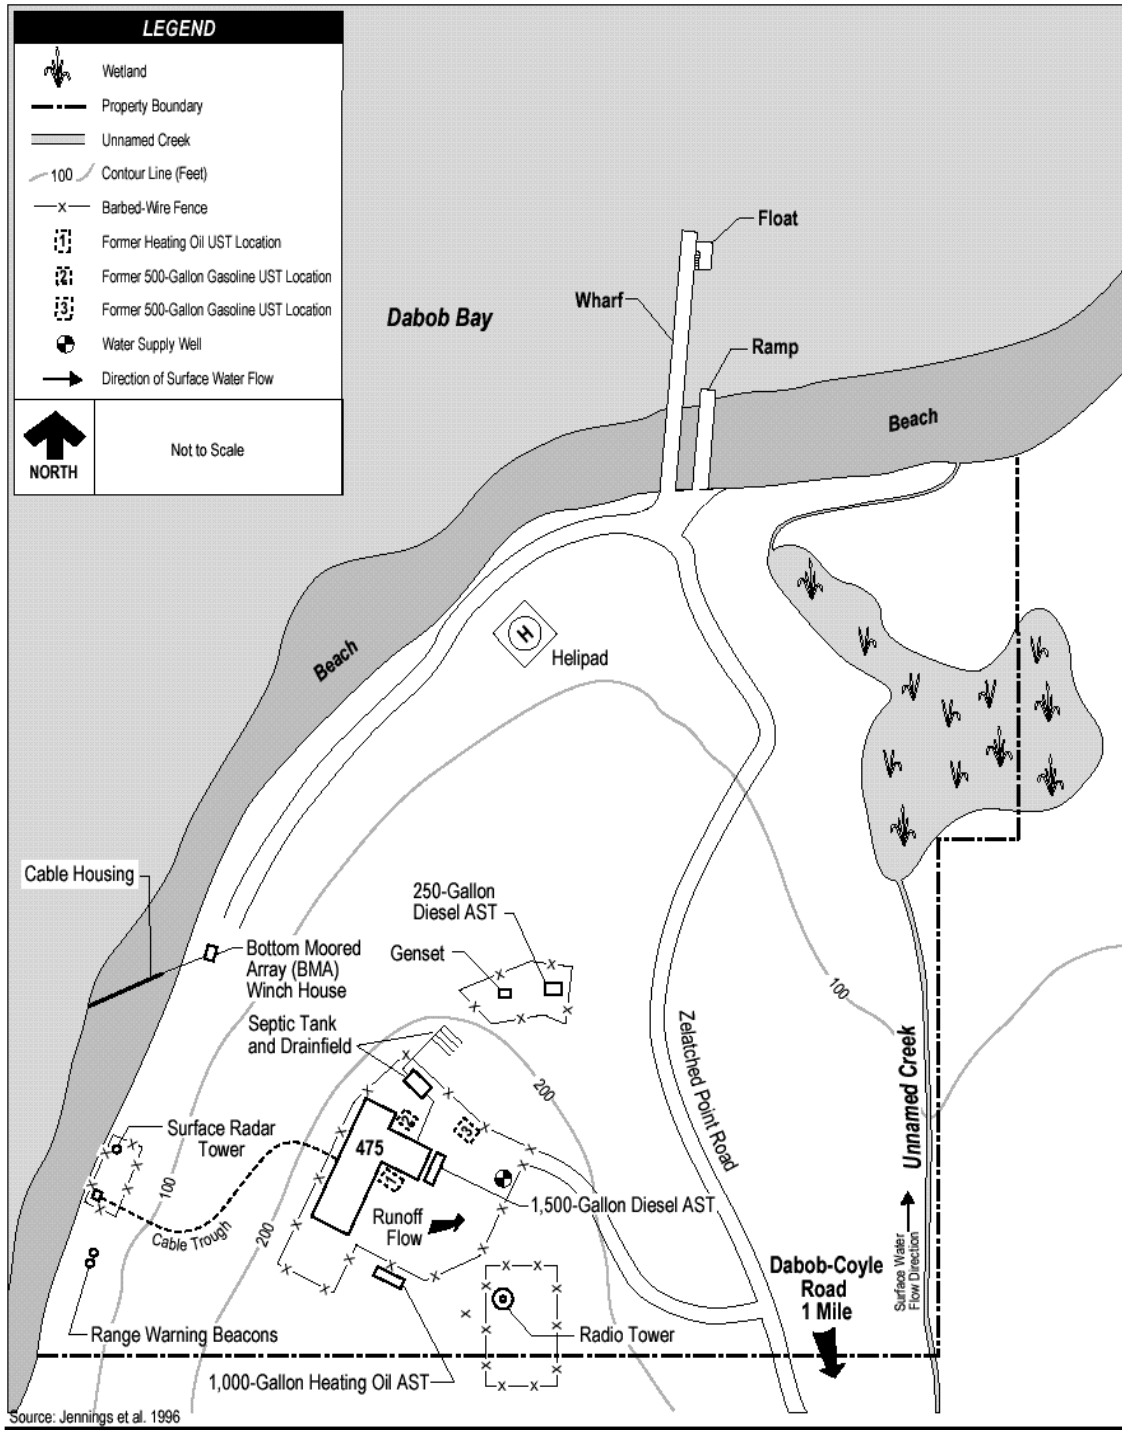 LEGEND
Wetland
Property Boundary
Unnamed Creek
100
Contour Line (Feet)
x
Barbed-Wire Fence
1
Former Heating Oil UST Location
2
Former 500-Gallon Gasoline UST Location
3
Former 500-Gallon Gasoline UST Location
Water Supply Well
Direction of Surface Water Flow
NORTH
Not to Scale
Float
Wharf
Dabob Bay
Ramp
Beach
H
Helipad
Beach
Cable Housing
250-Gallon
Diesel AST
Genset
Bottom Moored
Array (BMA)
Winch House
100
Septic Tank
and Drainfield
Zelatched Point Road
200
Unnamed Creek
Surface Radar
Tower
475
2
3
1
100
1,500-Gallon Diesel AST
Runoff
Flow
200
Cable Trough
Surface Water
Flow Direction
Dabob-Coyle
Road
1 Mile
Range Warning Beacons
Radio Tower
1,000-Gallon Heating Oil AST
Source: Jennings et al. 1996